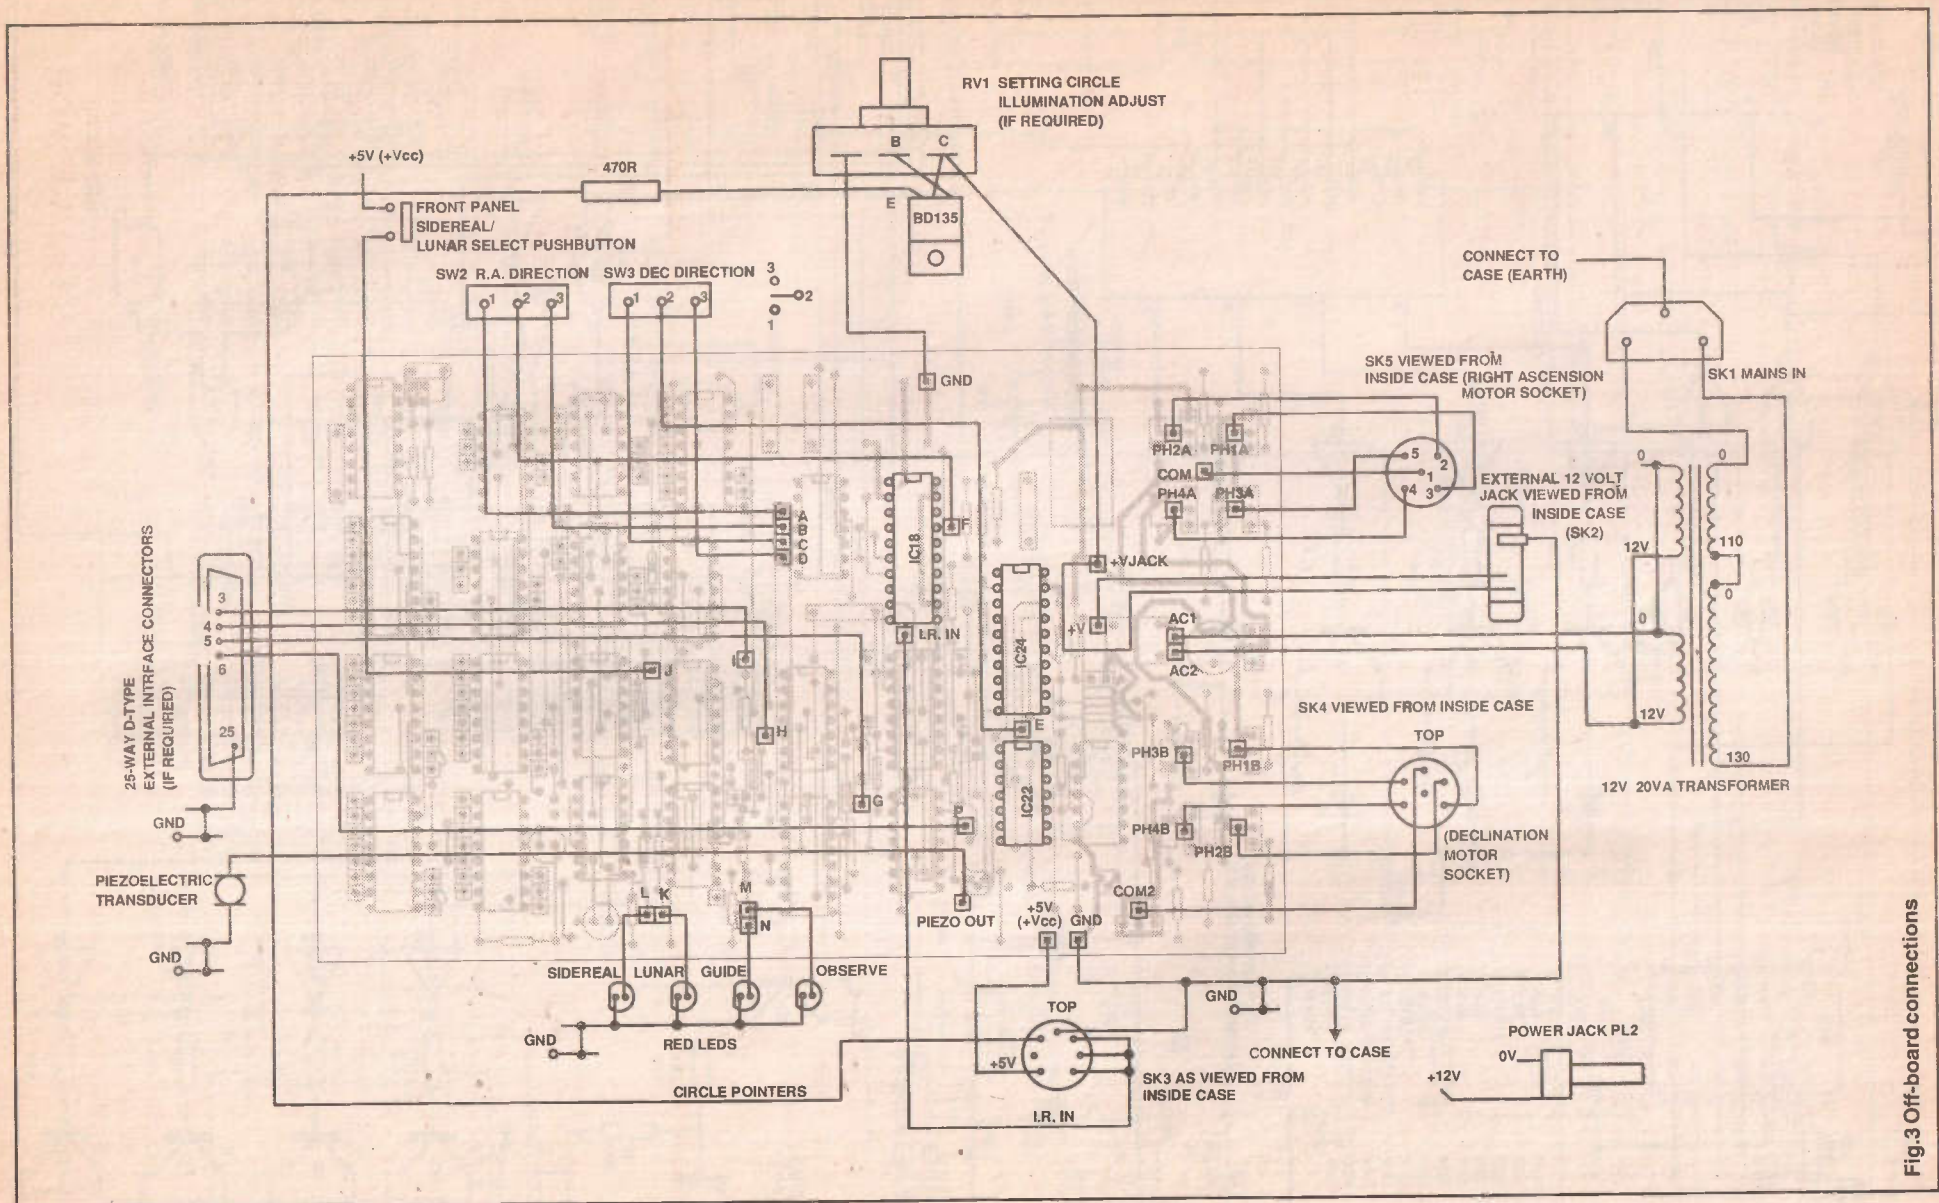 RV1 SETTING CIRCLE
ILLUMINATION ADJUST
(IF REQUIRED)
B
C
+5V (+Vcc)
470R
E
BD135
FRONT PANEL
SIDEREAL/
LUNAR SELECT PUSHBUTTON
SW2 R.A. DIRECTION
1
2
3
SW3 DEC DIRECTION
1
2
3
3
2
1
CONNECT TO
CASE (EARTH)
SK1 MAINS IN
GND
SK5 VIEWED FROM
INSIDE CASE (RIGHT ASCENSION
MOTOR SOCKET)
PH2A
PH1A
COM
PH4A
PH3A
5
2
1
4
3
EXTERNAL 12 VOLT
JACK VIEWED FROM
INSIDE CASE
(SK2)
0
0
12V
110
0
0
12V
130
12V 20VA TRANSFORMER
A
B
C
D
IC18
F
+VJACK
I.R. IN
IC24
+V
AC1
AC2
25-WAY D-TYPE
EXTERNAL INTRFACE CONNECTORS
(IF REQUIRED)
3
4
5
6
25
GND
J
I
H
G
E
IC22
P
SK4 VIEWED FROM INSIDE CASE
TOP
PH3B
PH1B
PH4B
PH2B
(DECLINATION
MOTOR
SOCKET)
PIEZOELECTRIC
TRANSDUCER
GND
L
K
M
N
PIEZO OUT
+5V
(+Vcc)
GND
COM2
SIDEREAL
LUNAR
GUIDE
OBSERVE
GND
RED LEDS
CIRCLE POINTERS
TOP
+5V
SK3 AS VIEWED FROM
INSIDE CASE
I.R. IN
GND
CONNECT TO CASE
POWER JACK PL2
0V
+12V
Fig.3 Off-board connections